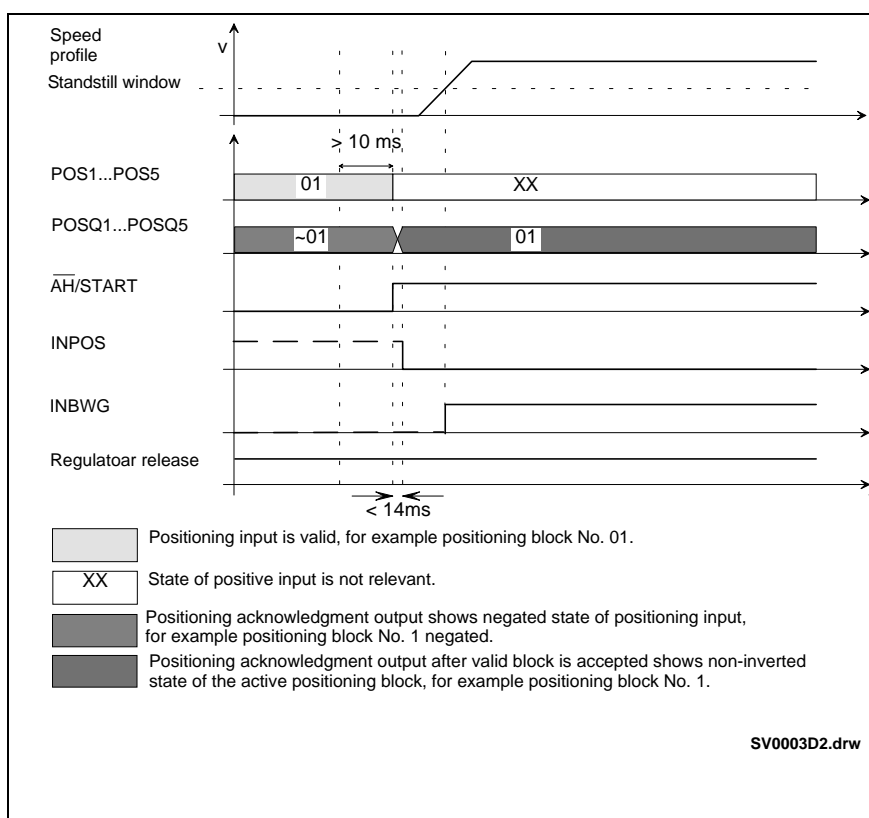 Speed
profile
v
Standstill window
> 10 ms
POS1...POS5
01
XX
POSQ1...POSQ5
~01
01
A̅H̅/START
INPOS
INBWG
Regulatoar release
< 14ms
Positioning input is valid, for example positioning block No. 01.
XX
State of positive input is not relevant.
Positioning acknowledgment output shows negated state of positioning input,
for example positioning block No. 1 negated.
Positioning acknowledgment output after valid block is accepted shows non-inverted
state of the active positioning block, for example positioning block No. 1.
SV0003D2.drw